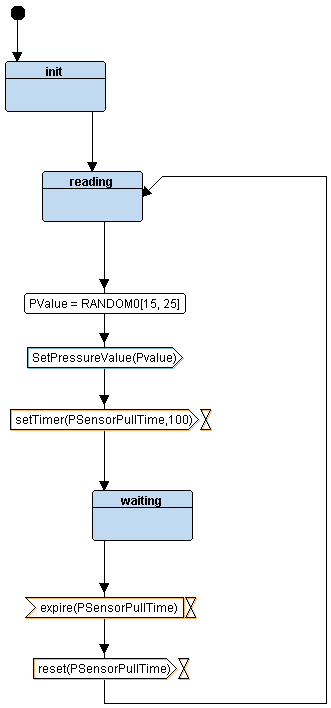 init
reading
PValue = RANDOM0[15, 25]
SetPressureValue(Pvalue)
setTimer(PSensorPullTime,100)
waiting
expire(PSensorPullTime)
reset(PSensorPullTime)